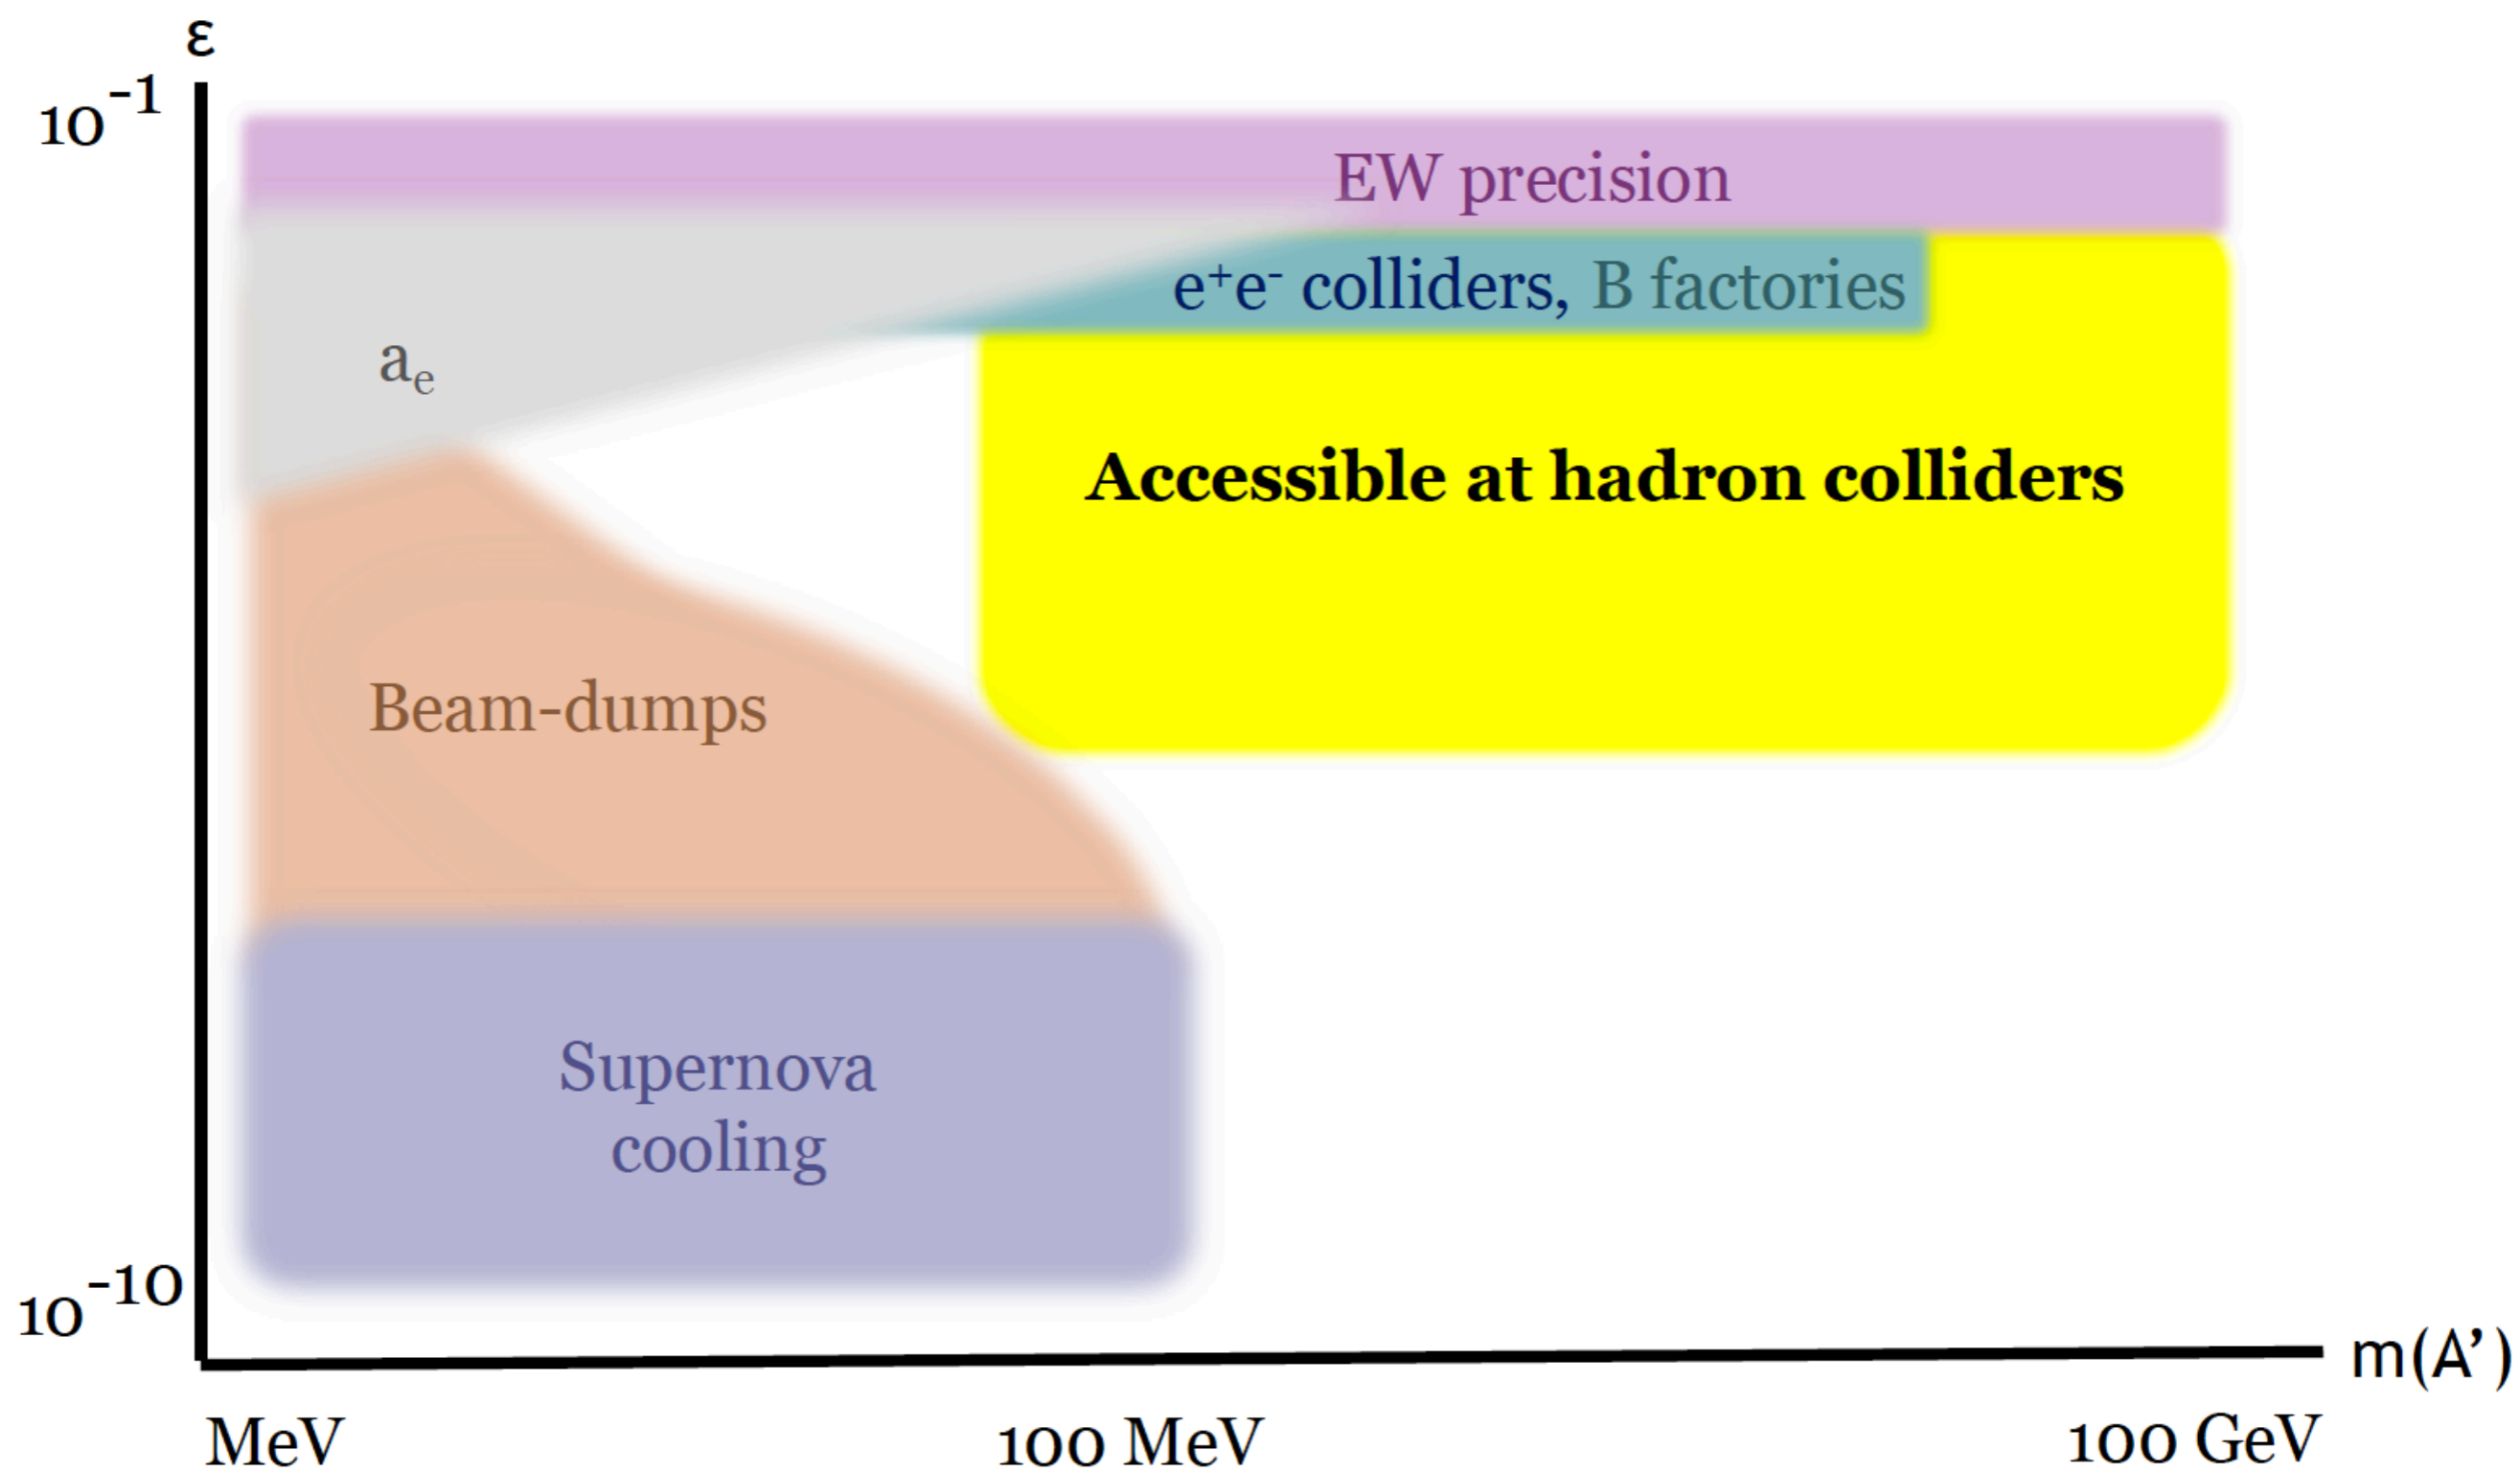 ε
10⁻¹
EW precision
e⁺e⁻ colliders, B factories
aₑ
Accessible at hadron colliders
Beam-dumps
Supernova
cooling
10⁻¹⁰
m(A’)
MeV
100 MeV
100 GeV